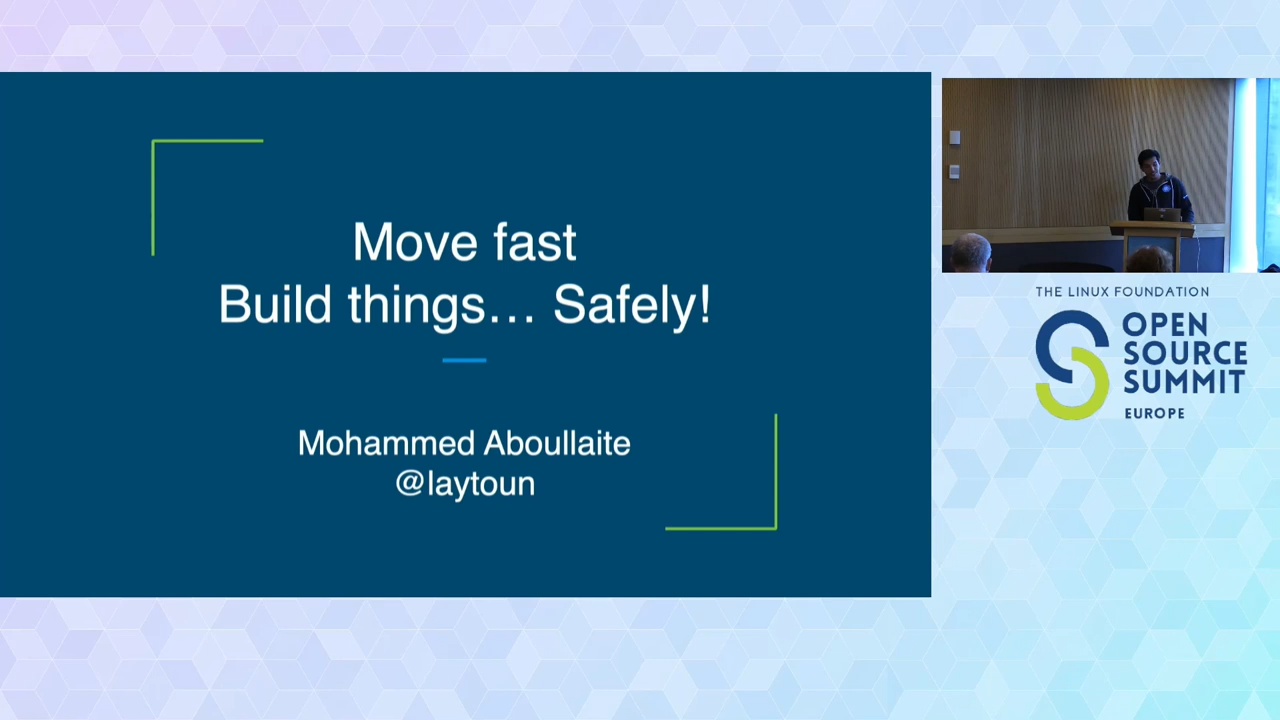 Move fast
Build things… Safely!
Mohammed Aboullaite
@laytoun
THE LINUX FOUNDATION
OPEN
SOURCE
SUMMIT
EUROPE